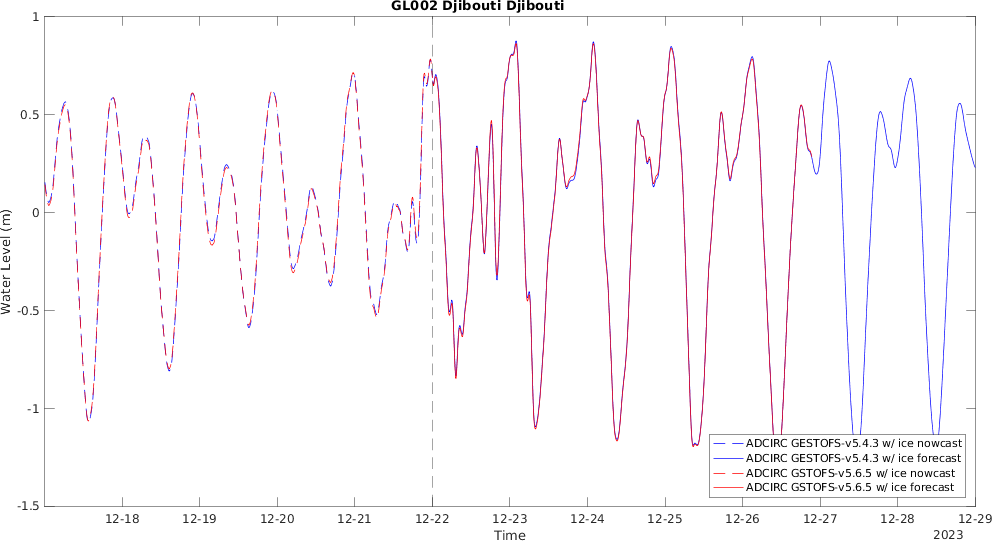 GL002 Djibouti Djibouti
1
0.5
0
-0.5
-1
-1.5
Water Level (m)
ADCIRC GESTOFS-v5.4.3 w/ ice nowcast
ADCIRC GESTOFS-v5.4.3 w/ ice forecast
ADCIRC GSTOFS-v5.6.5 w/ ice nowcast
ADCIRC GSTOFS-v5.6.5 w/ ice forecast
12-18 12-19 12-20 12-21 12-22 12-23 12-24 12-25 12-26 12-27 12-28 12-29
Time
2023